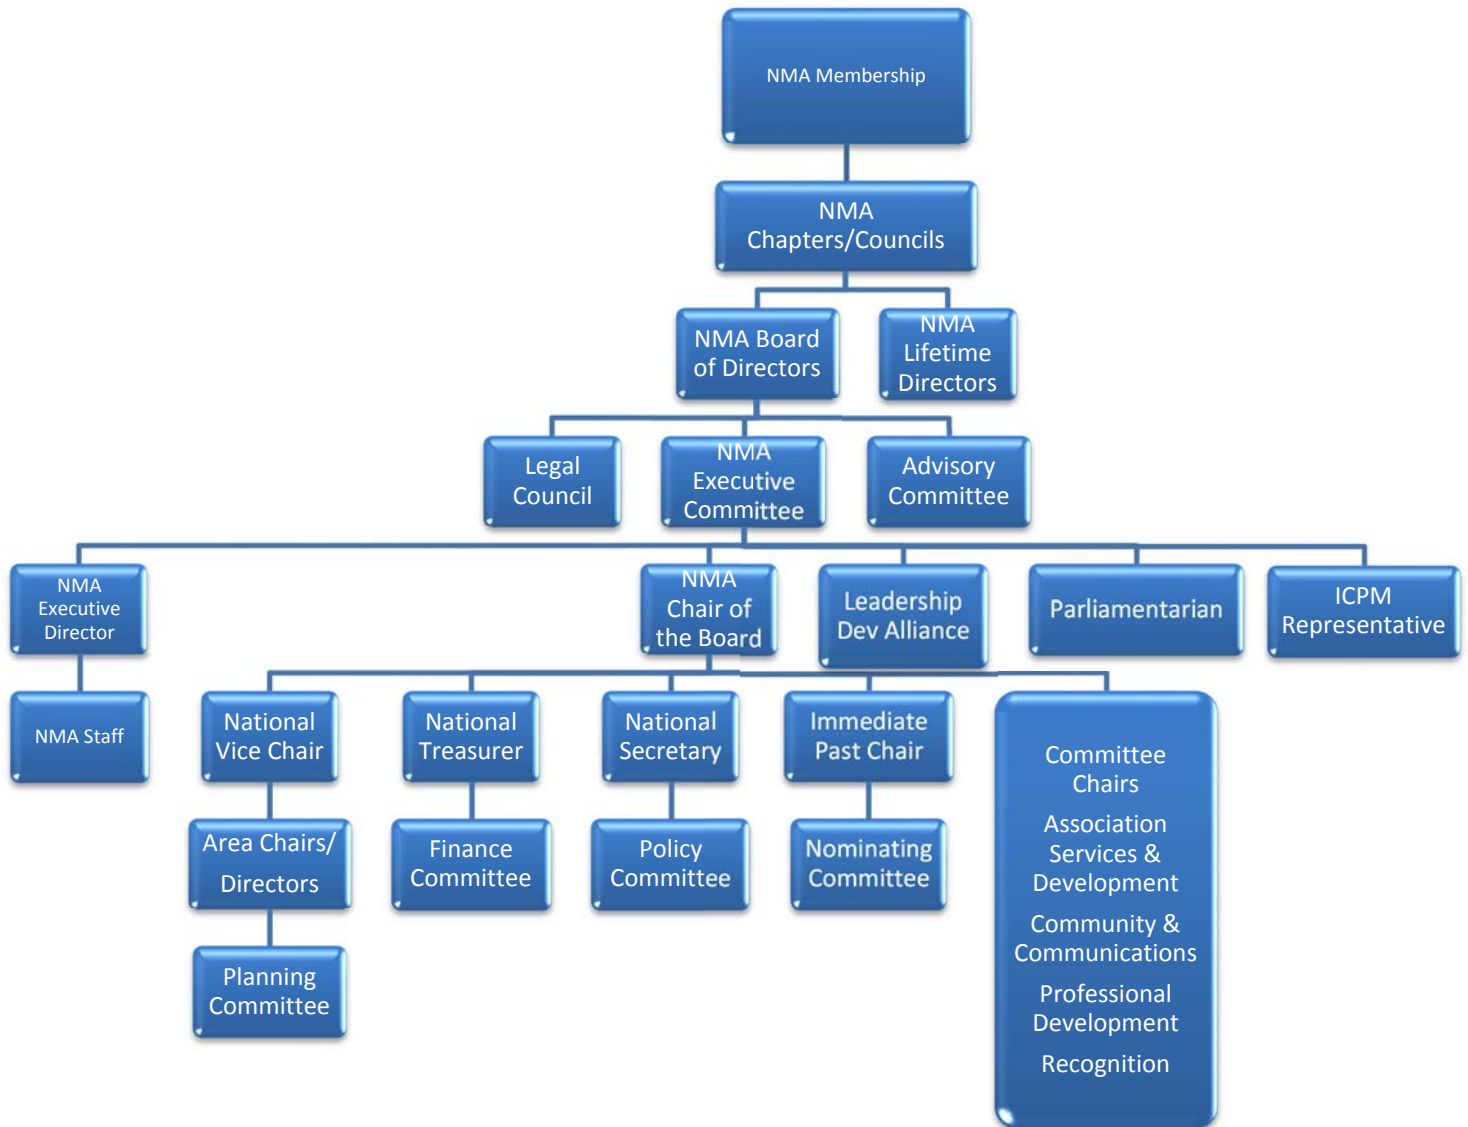 NMA Membership
NMA
Chapters/Councils
NMA Board
of Directors
NMA
Lifetime
Directors
Legal
Council
NMA
Executive
Committee
Advisory
Committee
NMA
Executive
Director
NMA
Chair of
the Board
Leadership
Dev Alliance
Parliamentarian
ICPM
Representative
NMA Staff
National
Vice Chair
National
Treasurer
National
Secretary
Immediate
Past Chair
Committee
Chairs
Association
Services &
Development
Community &
Communications
Professional
Development
Recognition
Area Chairs/
Directors
Finance
Committee
Policy
Committee
Nominating
Committee
Planning
Committee